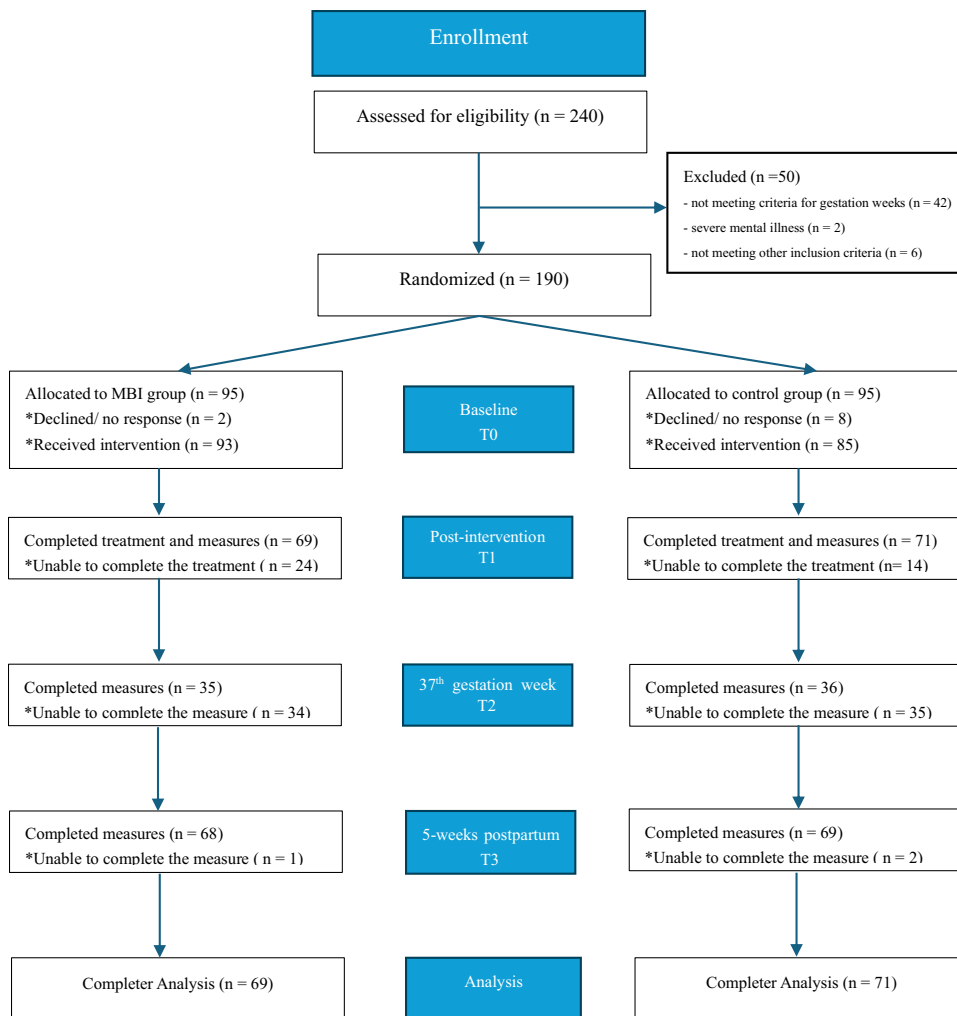 Enrollment
Assessed for eligibility (n = 240)
Excluded (n =50)
- not meeting criteria for gestation weeks (n = 42)
- severe mental illness (n = 2)
- not meeting other inclusion criteria (n = 6)
Randomized (n = 190)
Allocated to MBI group (n = 95)
*Declined/ no response (n = 2)
*Received intervention (n = 93)
Baseline
T0
Allocated to control group (n = 95)
*Declined/ no response (n = 8)
*Received intervention (n = 85)
Completed treatment and measures (n = 69)
*Unable to complete the treatment ( n = 24)
Post-intervention
T1
Completed treatment and measures (n = 71)
*Unable to complete the treatment (n= 14)
Completed measures (n = 35)
*Unable to complete the measure ( n = 34)
37th gestation week
T2
Completed measures (n = 36)
*Unable to complete the measure ( n = 35)
Completed measures (n = 68)
*Unable to complete the measure ( n = 1)
5-weeks postpartum
T3
Completed measures (n = 69)
*Unable to complete the measure ( n = 2)
Completer Analysis (n = 69)
Analysis
Completer Analysis (n = 71)